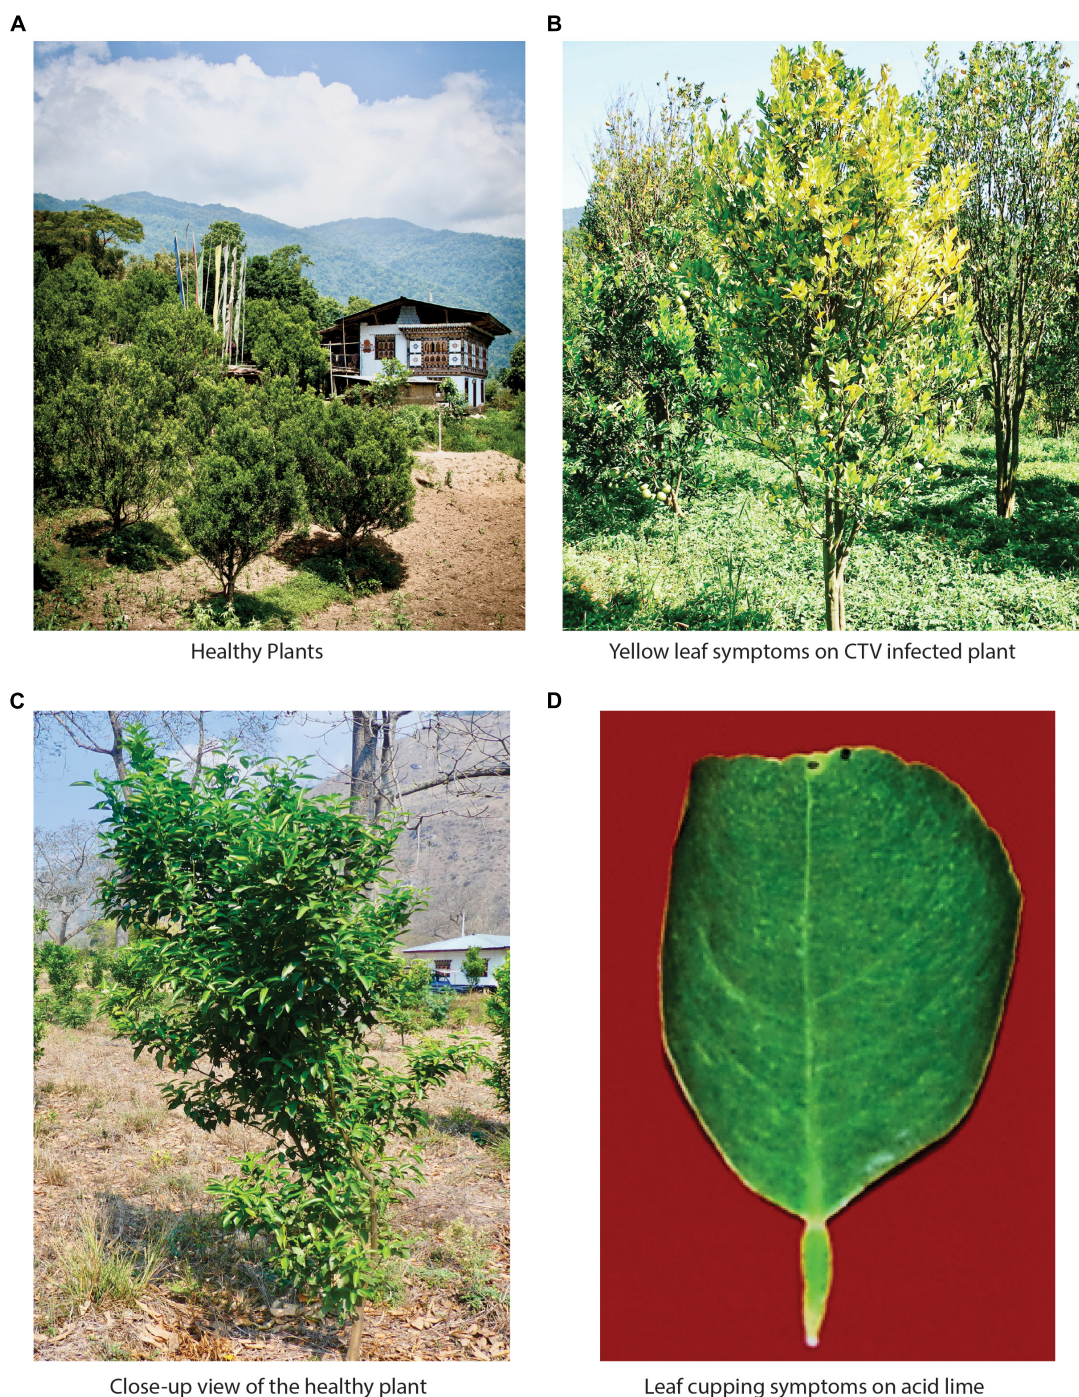 A
B
Healthy Plants
Yellow leaf symptoms on CTV infected plant
C
D
Close-up view of the healthy plant
Leaf cupping symptoms on acid lime